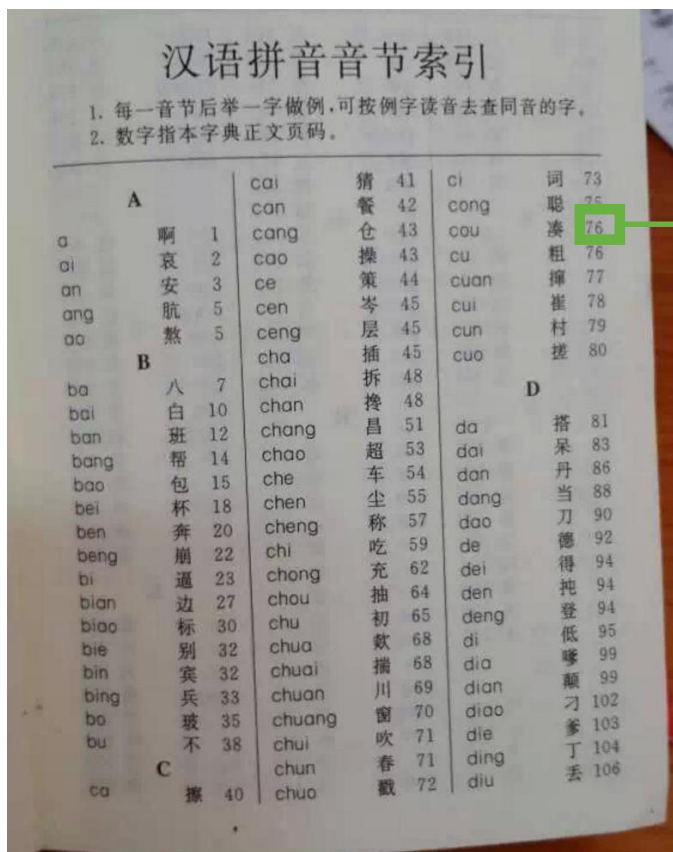 汉语拼音音节索引
1. 每一音节后举一字做例,可按例字读音去查同音的字。
2. 数字指本字典正文页码。
A
a 啊 1
ai 哀 2
an 安 3
ang 肮 5
ao 熬 5
B
ba 八 7
bai 白 10
ban 班 12
bang 帮 14
bao 包 15
bei 杯 18
ben 奔 20
beng 崩 22
bi 逼 23
bian 边 27
biao 标 30
bie 别 32
bin 宾 32
bing 兵 33
bo 玻 35
bu 不 38
C
ca 擦 40
cai 猜 41
can 餐 42
cang 仓 43
cao 操 43
ce 策 44
cen 岑 45
ceng 层 45
cha 插 45
chai 拆 48
chan 搀 48
chang 昌 51
chao 超 53
che 车 54
chen 尘 55
cheng 称 57
chi 吃 59
chong 充 62
chou 抽 64
chu 初 65
chua 欻 68
chuai 揣 68
chuan 川 69
chuang 窗 70
chui 吹 71
chun 春 71
chuo 戳 72
ci 词 73
cong 聪 75
cou 凑 76
cu 粗 76
cuan 撺 77
cui 崔 78
cun 村 79
cuo 搓 80
D
da 搭 81
dai 呆 83
dan 丹 86
dang 当 88
dao 刀 90
de 德 92
dei 得 94
den 扽 94
deng 登 94
di 低 95
dia 嗲 99
dian 颠 99
diao 刁 102
die 爹 103
ding 丁 104
diu 丢 106